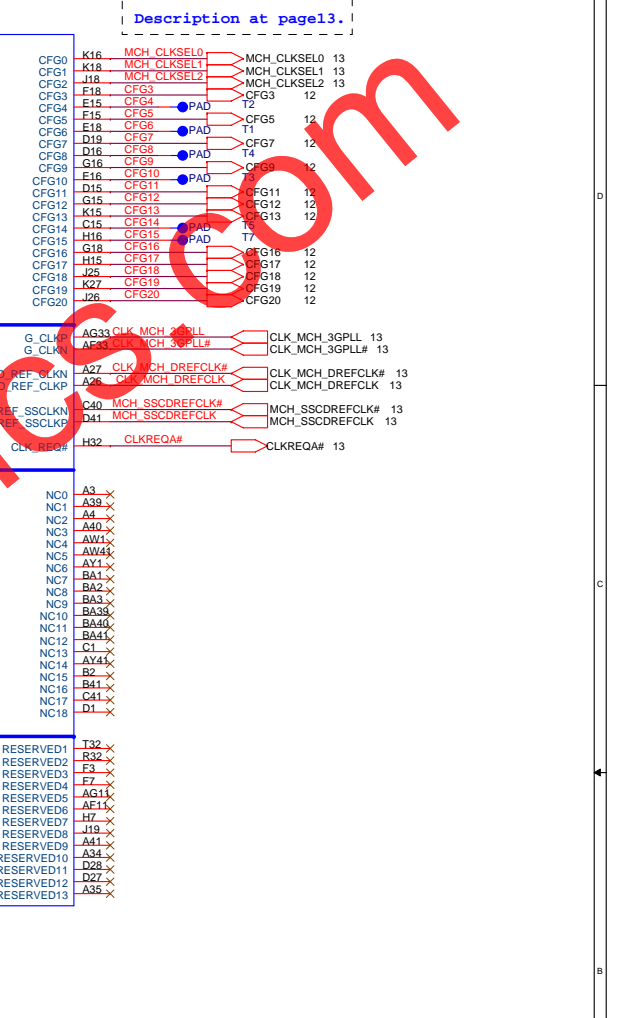 Description at page13.
CFG0 K16 MCH_CLKSEL0 MCH_CLKSEL0 13
CFG1 K18 MCH_CLKSEL1 MCH_CLKSEL1 13
CFG2 J18 MCH_CLKSEL2 MCH_CLKSEL2 13
CFG3 F18 CFG3 CFG3 12
CFG4 E15 CFG4 PAD T2
CFG5 F15 CFG5 CFG5 12
CFG6 E18 CFG6 PAD T1
CFG7 D19 CFG7 CFG7 12
CFG8 D16 CFG8 PAD T4
CFG9 G16 CFG9 CFG9 12
CFG10 E16 CFG10 PAD T3
CFG11 D15 CFG11 CFG11 12
CFG12 G15 CFG12 CFG12 12
CFG13 K15 CFG13 CFG13 12
CFG14 C15 CFG14 PAD T5
CFG15 H16 CFG15 PAD T7
CFG16 G18 CFG16 CFG16 12
CFG17 H15 CFG17 CFG17 12
CFG18 J25 CFG18 CFG18 12
CFG19 K27 CFG19 CFG19 12
CFG20 J26 CFG20 CFG20 12
G_CLKP AG33 CLK_MCH_3GPLL CLK_MCH_3GPLL 13
G_CLKN AF33 CLK_MCH_3GPLL# CLK_MCH_3GPLL# 13
D_REF_CLKN A27 CLK_MCH_DREFCLK# CLK_MCH_DREFCLK# 13
D_REF_CLKP A26 CLK_MCH_DREFCLK CLK_MCH_DREFCLK 13
REF_SSCLKN C40 MCH_SSCDREFCLK# MCH_SSCDREFCLK# 13
REF_SSCLKP D41 MCH_SSCDREFCLK MCH_SSCDREFCLK 13
CLK_REQ# H32 CLKREQA# CLKREQA# 13
NC0 A3
NC1 A39
NC2 A4
NC3 A40
NC4 AW1
NC5 AW41
NC6 AY1
NC7 BA1
NC8 BA2
NC9 BA3
NC10 BA39
NC11 BA40
NC12 BA41
NC13 C1
NC14 AY41
NC15 B2
NC16 B41
NC17 C41
NC18 D1
RESERVED1 T32
RESERVED2 R32
RESERVED3 F3
RESERVED4 F7
RESERVED5 AG11
RESERVED6 AF11
RESERVED7 H7
RESERVED8 J19
RESERVED9 A41
RESERVED10 A34
RESERVED11 D28
RESERVED12 D27
RESERVED13 A35
D
C
B
cs.com